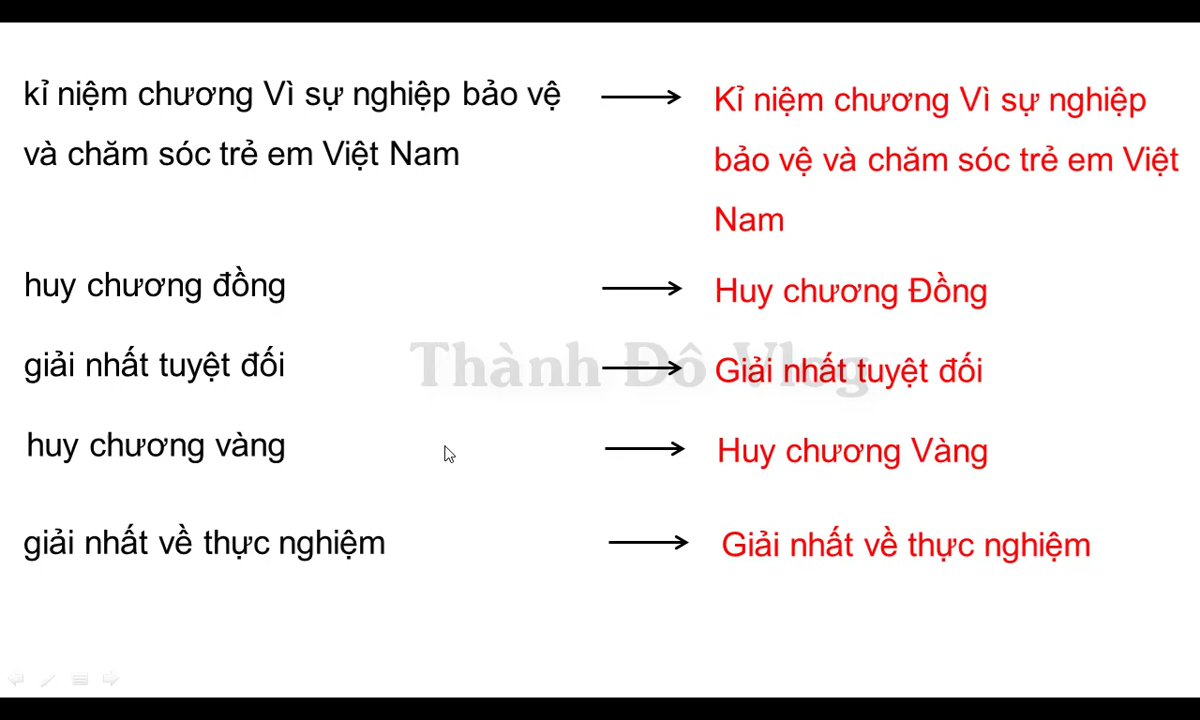 kỉ niệm chương Vì sự nghiệp bảo vệ
và chăm sóc trẻ em Việt Nam
Kỉ niệm chương Vì sự nghiệp
bảo vệ và chăm sóc trẻ em Việt
Nam
huy chương đồng
Huy chương Đồng
giải nhất tuyệt đối
Thành Đô Vlog
Giải nhất tuyệt đối
huy chương vàng
Huy chương Vàng
giải nhất về thực nghiệm
Giải nhất về thực nghiệm